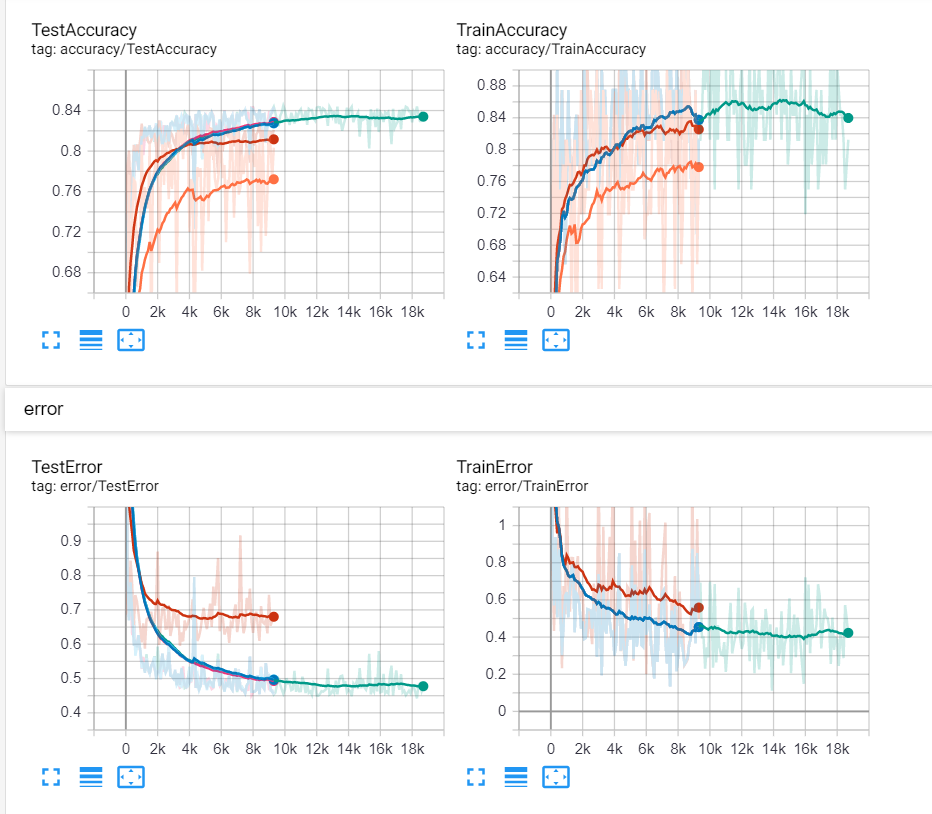 TestAccuracy
tag: accuracy/TestAccuracy
0.84
0.8
0.76
0.72
0.68
0 2k 4k 6k 8k 10k 12k 14k 16k 18k
TrainAccuracy
tag: accuracy/TrainAccuracy
0.88
0.84
0.8
0.76
0.72
0.68
0.64
0 2k 4k 6k 8k 10k 12k 14k 16k 18k
error
TestError
tag: error/TestError
0.9
0.8
0.7
0.6
0.5
0.4
0 2k 4k 6k 8k 10k 12k 14k 16k 18k
TrainError
tag: error/TrainError
1
0.8
0.6
0.4
0.2
0
0 2k 4k 6k 8k 10k 12k 14k 16k 18k